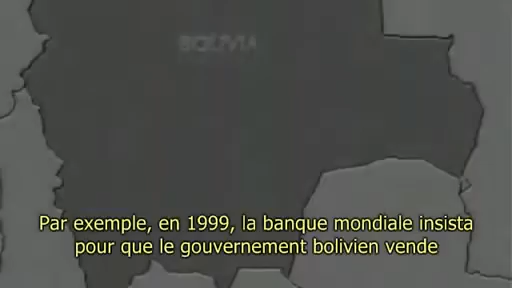 BOLIVIA
Par exemple, en 1999, la banque mondiale insista
pour que le gouvernement bolivien vende